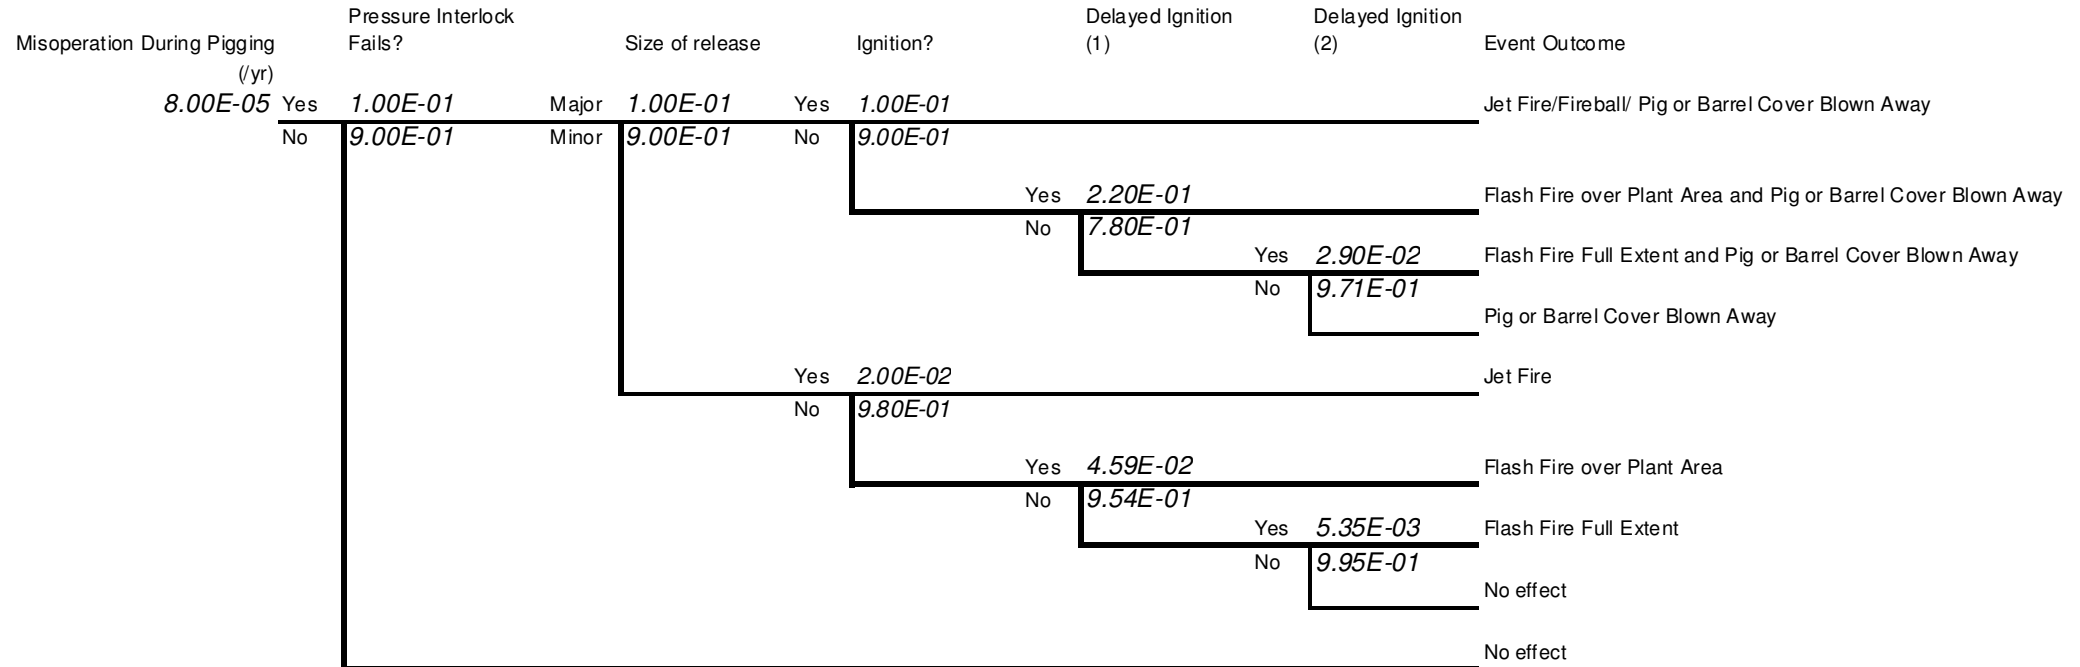 Pressure Interlock Delayed Ignition Delayed Ignition
Misoperation During Pigging Fails? Size of release Ignition? (1) (2) Event Outcome
(/yr)
8.00E-05 Yes 1.00E-01 Major 1.00E-01 Yes 1.00E-01 Jet Fire/Fireball/ Pig or Barrel Cover Blown Away
No 9.00E-01 Minor 9.00E-01 No 9.00E-01
Yes 2.20E-01 Flash Fire over Plant Area and Pig or Barrel Cover Blown Away
No 7.80E-01
Yes 2.90E-02 Flash Fire Full Extent and Pig or Barrel Cover Blown Away
No 9.71E-01
Pig or Barrel Cover Blown Away
Yes 2.00E-02 Jet Fire
No 9.80E-01
Yes 4.59E-02 Flash Fire over Plant Area
No 9.54E-01
Yes 5.35E-03 Flash Fire Full Extent
No 9.95E-01
No effect
No effect